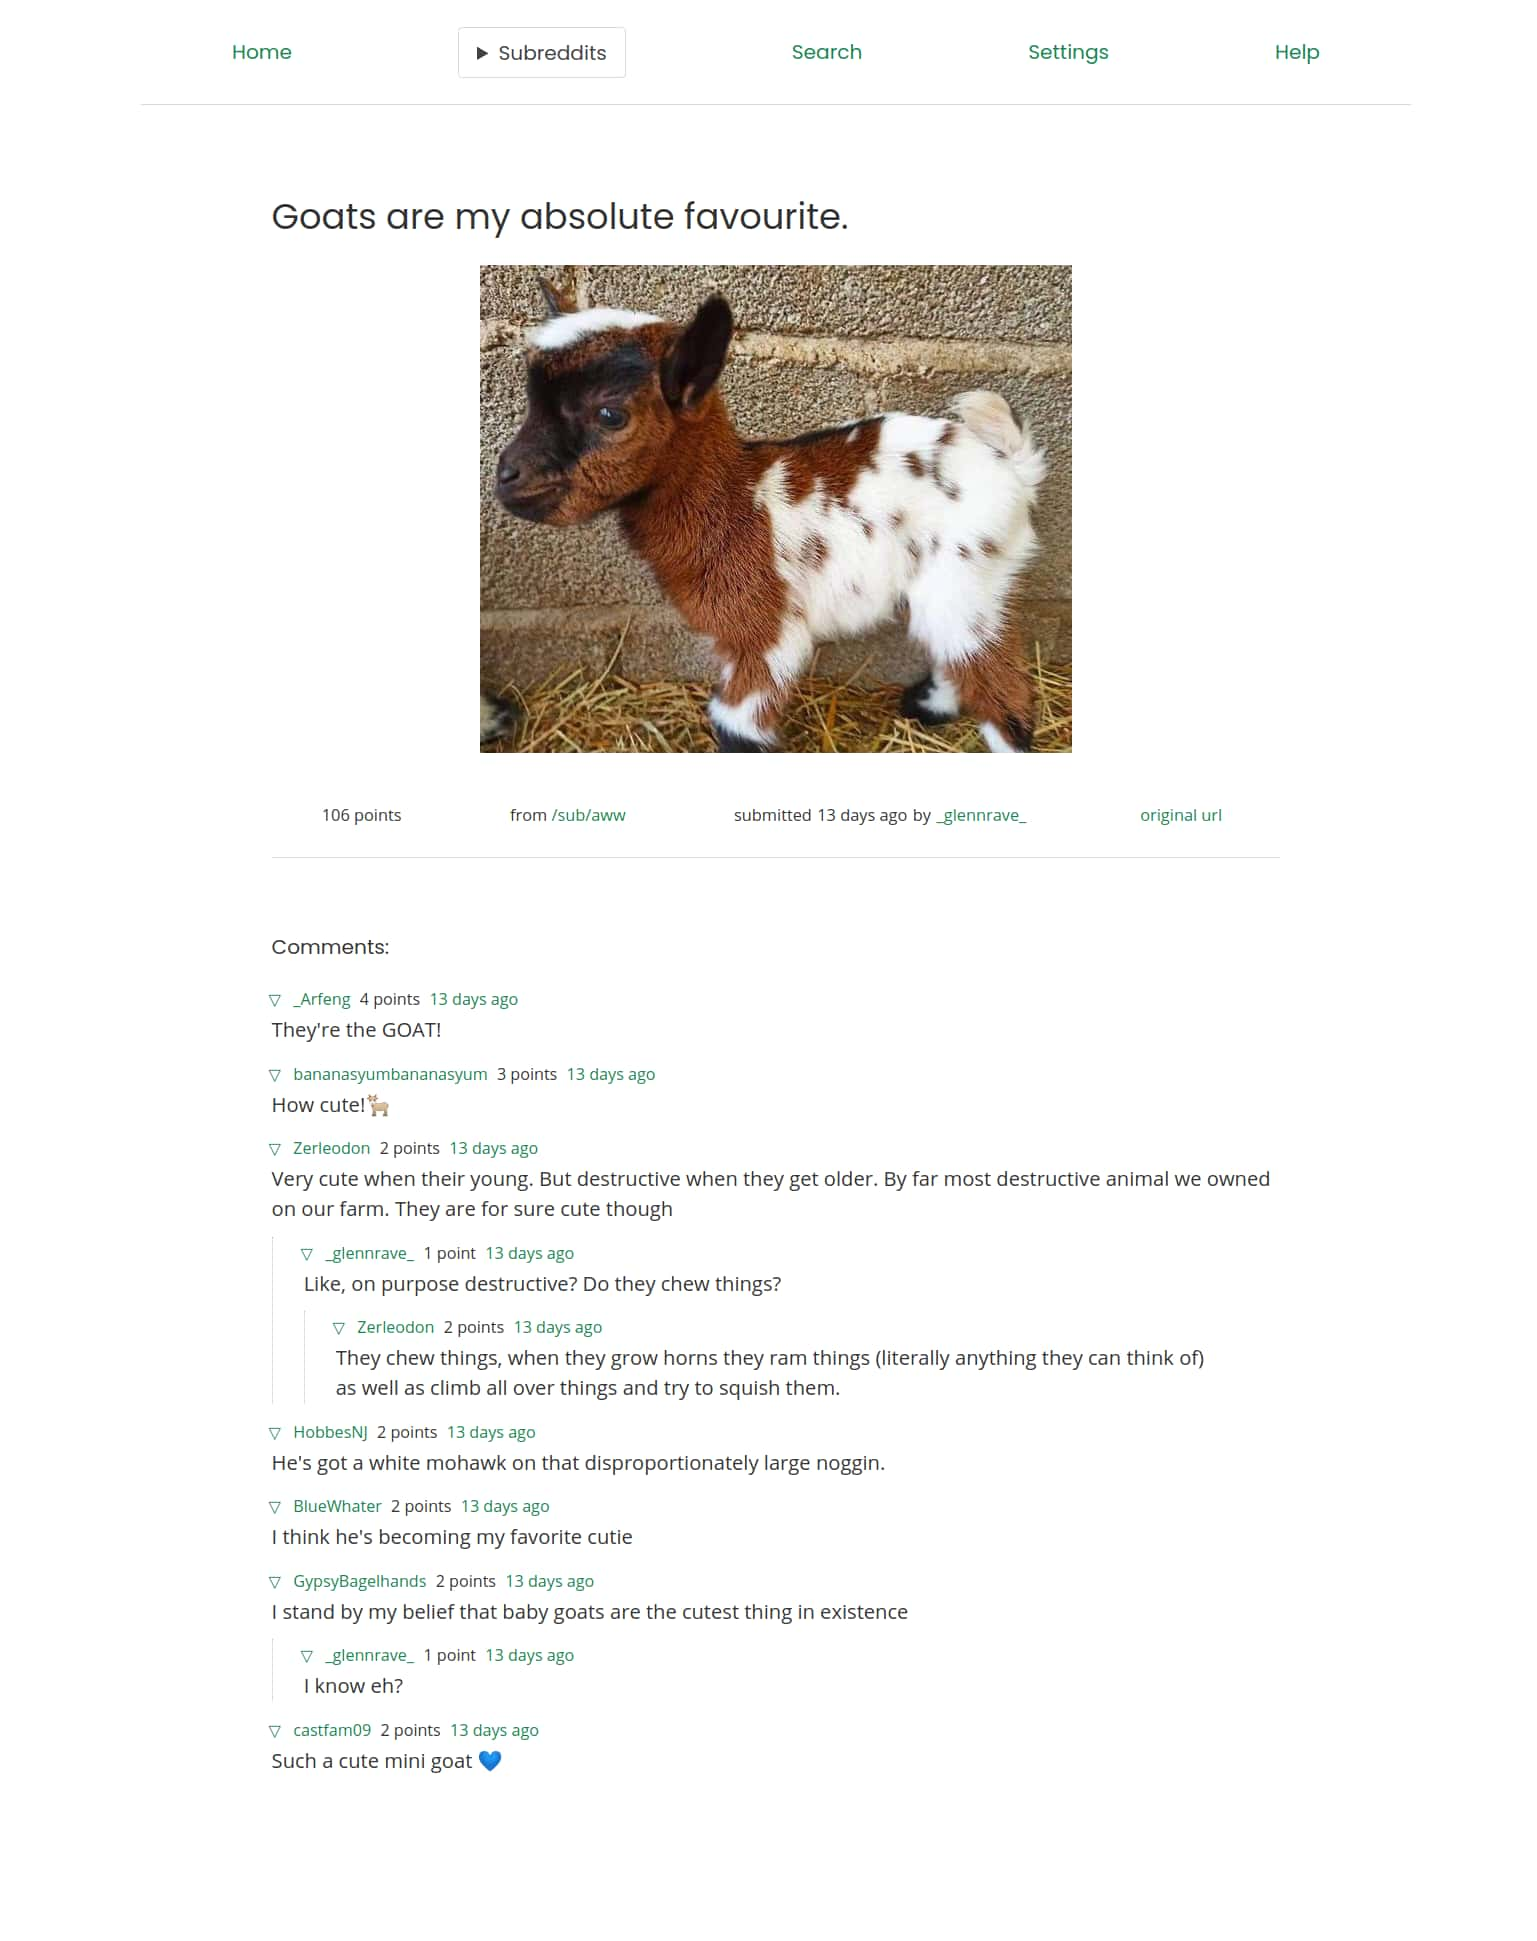 Home
▶ Subreddits
Search
Settings
Help
Goats are my absolute favourite.
106 points from /sub/aww submitted 13 days ago by _glennrave_ original url
Comments:
▽ _Arfeng 4 points 13 days ago
They're the GOAT!
▽ bananasyumbananasyum 3 points 13 days ago
How cute!🐐
▽ Zerleodon 2 points 13 days ago
Very cute when their young. But destructive when they get older. By far most destructive animal we owned
on our farm. They are for sure cute though
▽ _glennrave_ 1 point 13 days ago
Like, on purpose destructive? Do they chew things?
▽ Zerleodon 2 points 13 days ago
They chew things, when they grow horns they ram things (literally anything they can think of)
as well as climb all over things and try to squish them.
▽ HobbesNJ 2 points 13 days ago
He's got a white mohawk on that disproportionately large noggin.
▽ BlueWhater 2 points 13 days ago
I think he's becoming my favorite cutie
▽ GypsyBagelhands 2 points 13 days ago
I stand by my belief that baby goats are the cutest thing in existence
▽ _glennrave_ 1 point 13 days ago
I know eh?
▽ castfam09 2 points 13 days ago
Such a cute mini goat 💙